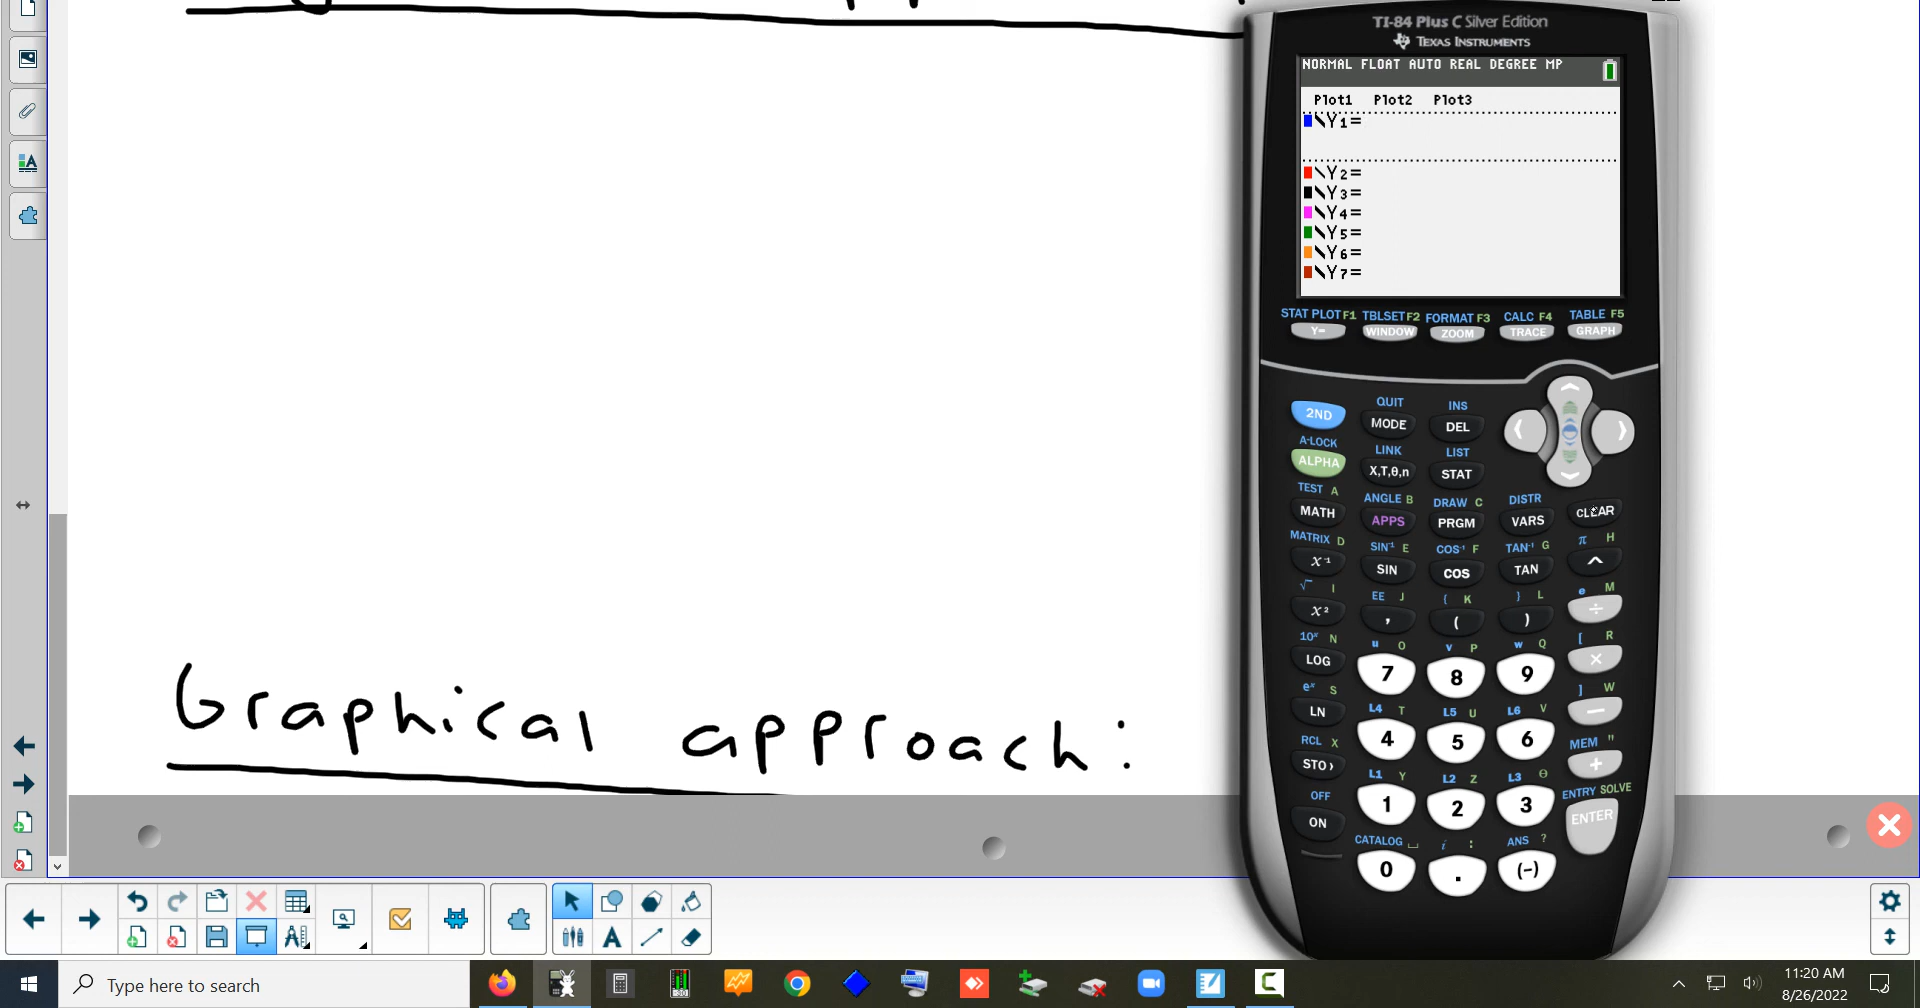 TI-84 Plus C Silver Edition
TEXAS INSTRUMENTS
NORMAL FLOAT AUTO REAL DEGREE MP
Plot1 Plot2 Plot3
\Y1=
\Y2=
\Y3=
\Y4=
\Y5=
\Y6=
\Y7=
STAT PLOT F1 TBLSET F2 FORMAT F3 CALC F4 TABLE F5
Y= WINDOW ZOOM TRACE GRAPH
QUIT INS
2ND MODE DEL
A-LOCK LINK LIST
ALPHA X,T,θ,n STAT
TEST A ANGLE B DRAW C DISTR
MATH APPS PRGM VARS CLEAR
MATRIX D SIN⁻¹ E COS⁻¹ F TAN⁻¹ G π H
x⁻¹ SIN COS TAN ^
√ I EE J { K } L e M
x² , ( ) ÷
10ˣ N u O v P w Q [ R
LOG 7 8 9 ×
eˣ S L4 T L5 U L6 V ] W
LN 4 5 6 −
RCL X L1 Y L2 Z L3 θ MEM "
STO› 1 2 3 +
OFF CATALOG ⎵ i : ANS ? ENTRY SOLVE
ON 0 . (-) ENTER
Graphical approach:
Type here to search
11:20 AM
8/26/2022